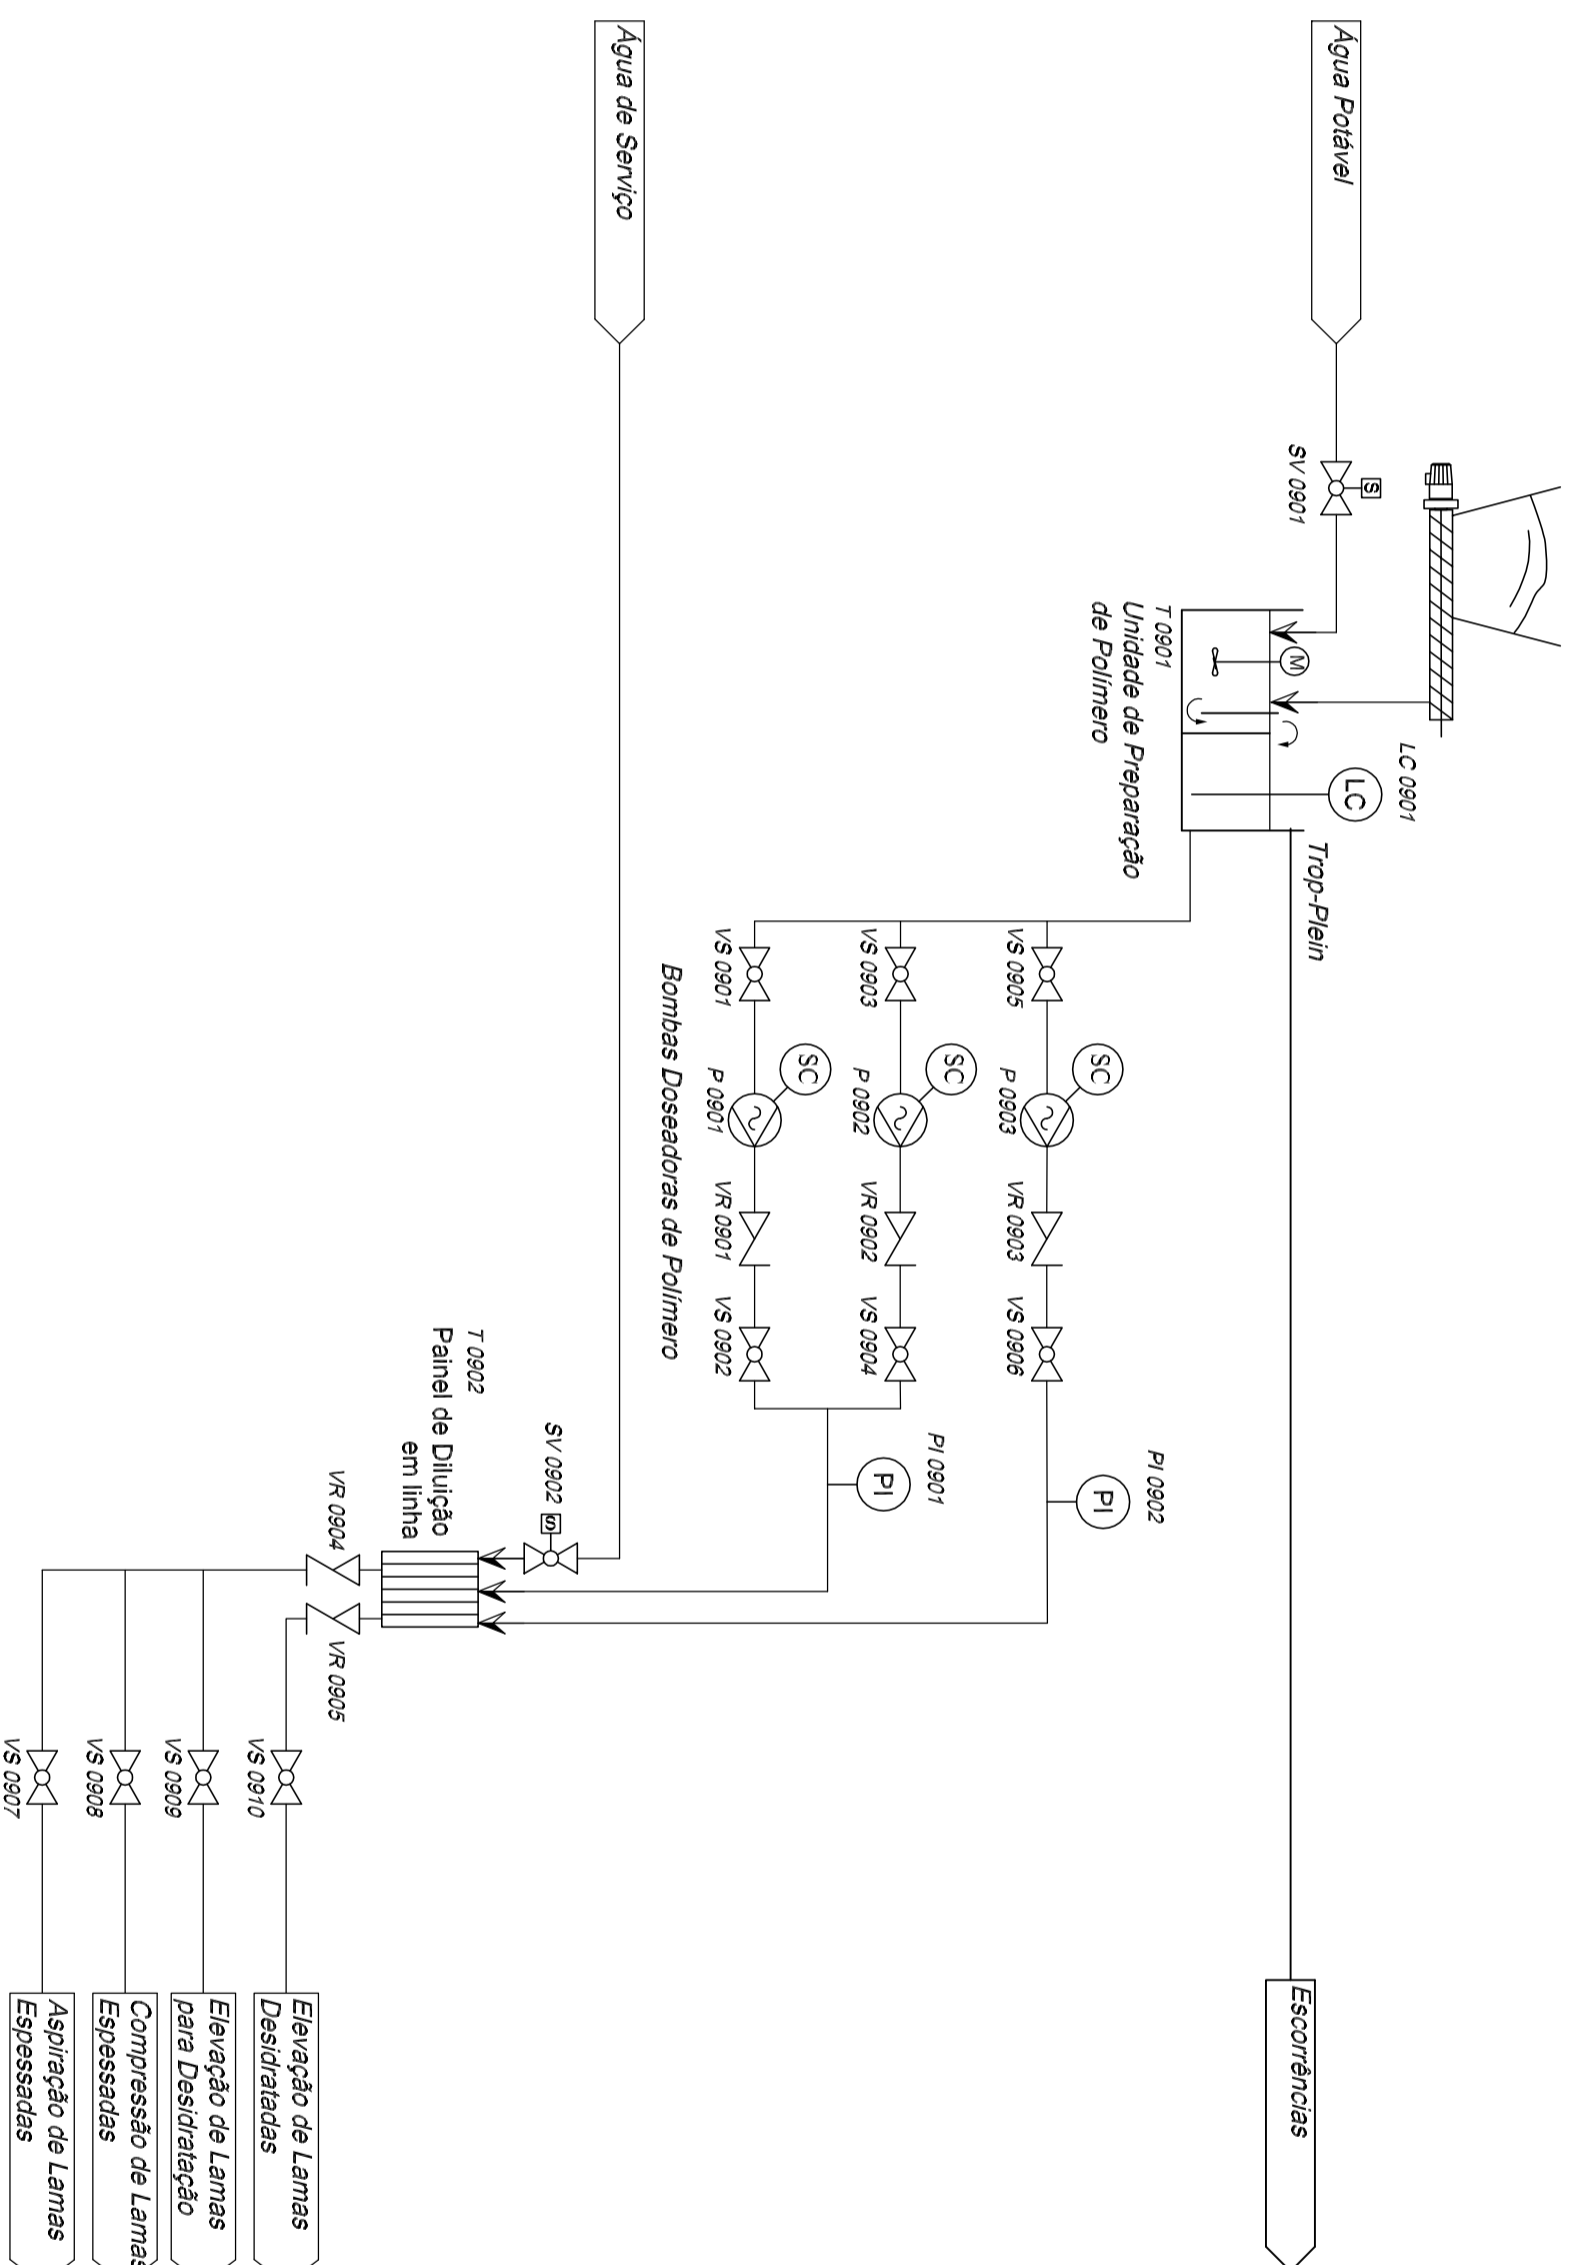 Água Potável
SV 0901
S
LC 0901
LC
M
T 0901
Unidade de Preparação
de Polímero
Trop-Plein
Escorrências
VS 0905
SC
P 0903
VR 0903
VS 0906
PI 0902
PI
VS 0903
SC
P 0902
VR 0902
VS 0904
PI 0901
PI
VS 0901
SC
P 0901
VR 0901
VS 0902
Bombas Doseadoras de Polímero
Água de Serviço
SV 0902
S
T 0902
Painel de Diluição
em linha
VR 0904
VR 0905
VS 0910
Elevação de Lamas
Desidratadas
VS 0909
Elevação de Lamas
para Desidratação
VS 0908
Compressão de Lamas
Espessadas
VS 0907
Aspiração de Lamas
Espessadas